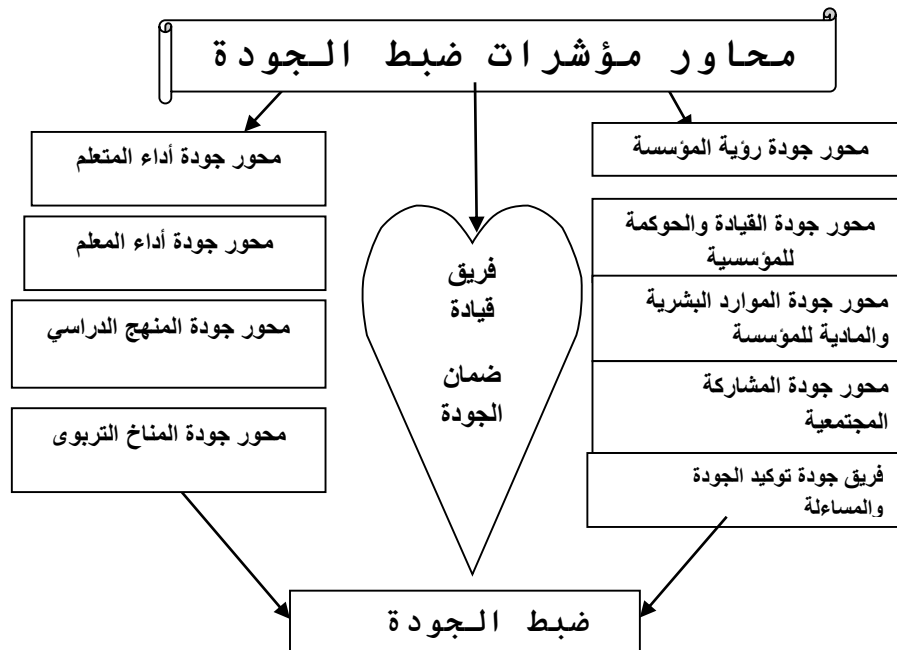 محاور مؤشرات ضبط الجودة
محور جودة رؤية المؤسسة
محور جودة القيادة والحوكمة
للمؤسسية
محور جودة الموارد البشرية
والمادية للمؤسسة
محور جودة المشاركة
المجتمعية
فريق جودة توكيد الجودة
والمساءلة
فريق
قيادة
ضمان
الجودة
محور جودة أداء المتعلم
محور جودة أداء المعلم
محور جودة المنهج الدراسي
محور جودة المناخ التربوى
ضبط الجودة